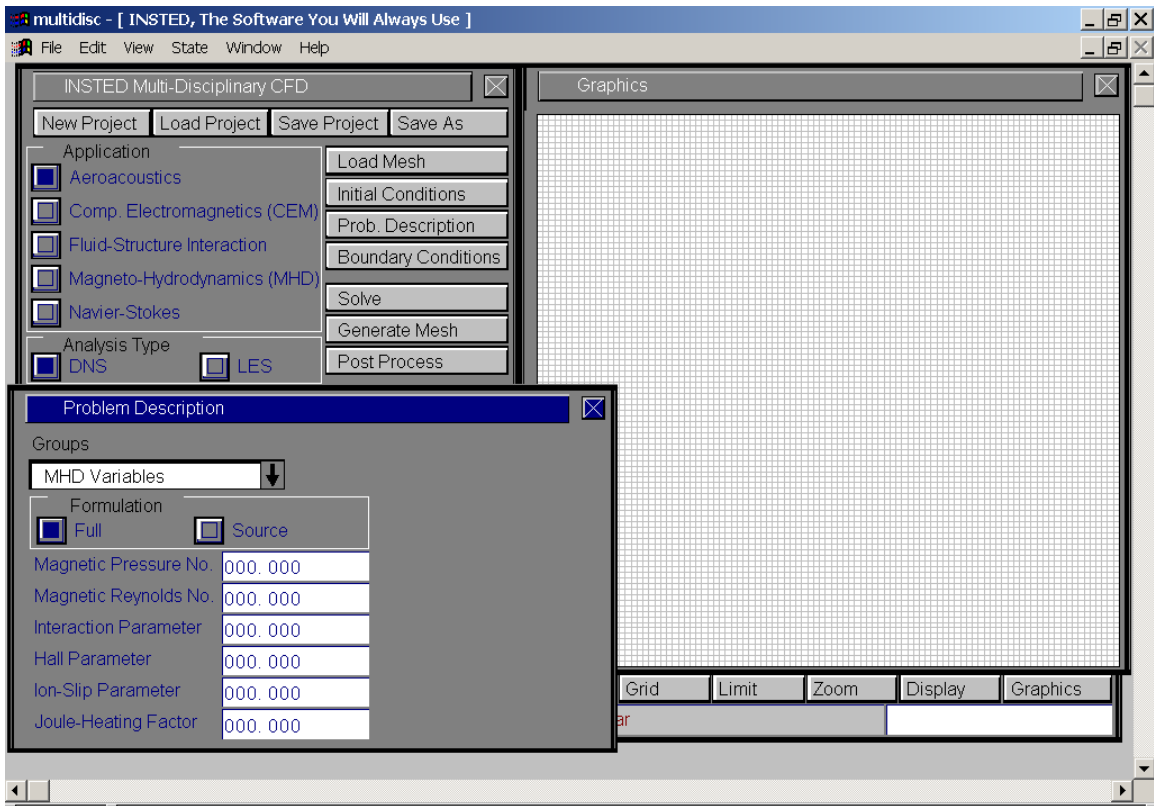 multidisc - [ INSTED, The Software You Will Always Use ]
File Edit View State Window Help
INSTED Multi-Disciplinary CFD
New Project Load Project Save Project Save As
Application
Aeroacoustics
Comp. Electromagnetics (CEM)
Fluid-Structure Interaction
Magneto-Hydrodynamics (MHD)
Navier-Stokes
Analysis Type
DNS LES
Load Mesh
Initial Conditions
Prob. Description
Boundary Conditions
Solve
Generate Mesh
Post Process
Graphics
Problem Description
Groups
MHD Variables
Formulation
Full Source
Magnetic Pressure No. 000. 000
Magnetic Reynolds No. 000. 000
Interaction Parameter 000. 000
Hall Parameter 000. 000
Ion-Slip Parameter 000. 000
Joule-Heating Factor 000. 000
Grid Limit Zoom Display Graphics
ar